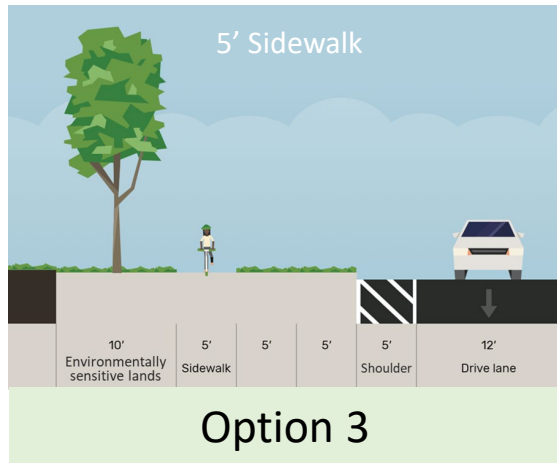 5’ Sidewalk
10’ 5’ 5’ 5’ 5’ 12’
Environmentally
sensitive lands Sidewalk Shoulder Drive lane
Option 3